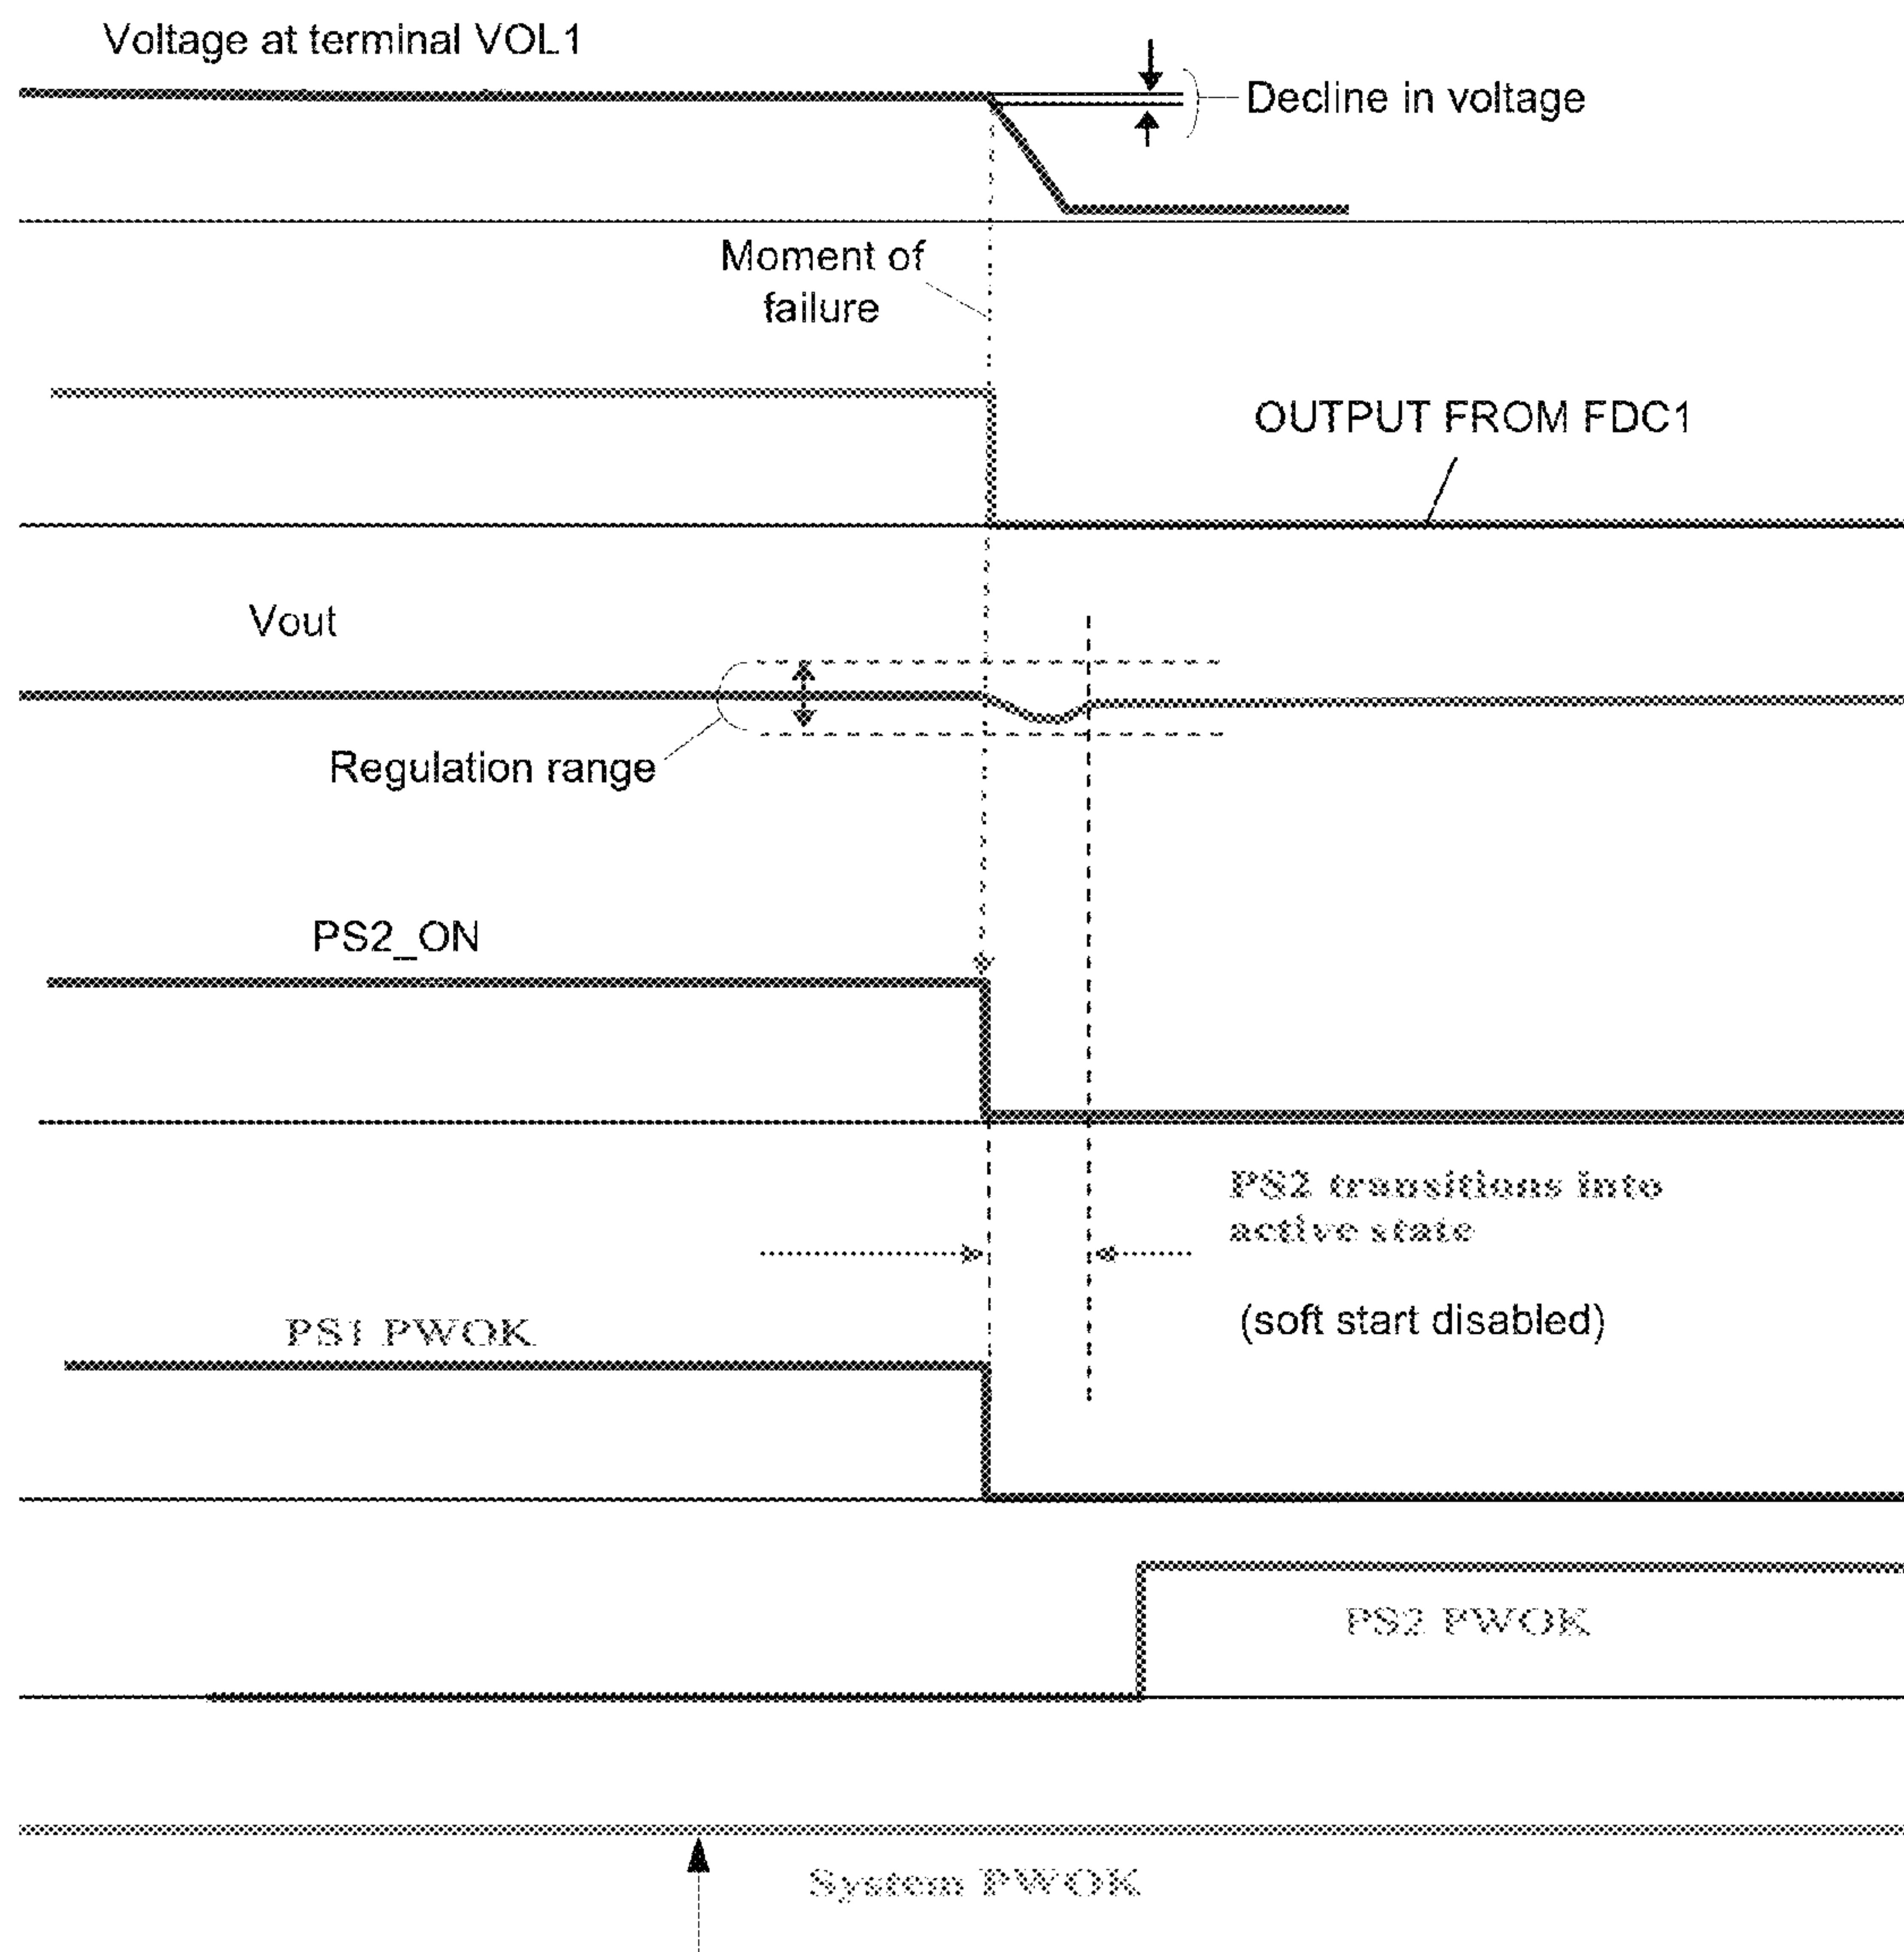 Voltage at terminal VOL1
Decline in voltage
Moment of
failure
OUTPUT FROM FDC1
Vout
Regulation range
PS2_ON
PS2 transitions into
active state
(soft start disabled)
PS1 PWOK
PS2 PWOK
System PWOK